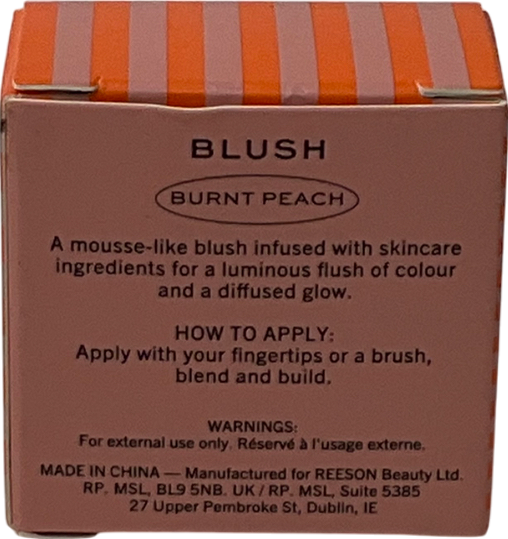 BLUSH
BURNT PEACH
A mousse-like blush infused with skincare
ingredients for a luminous flush of colour
and a diffused glow.
HOW TO APPLY:
Apply with your fingertips or a brush,
blend and build.
WARNINGS:
For external use only. Réservé à l'usage externe.
MADE IN CHINA — Manufactured for REESON Beauty Ltd.
RP. MSL, BL9 5NB. UK / RP. MSL, Suite 5385
27 Upper Pembroke St, Dublin, IE